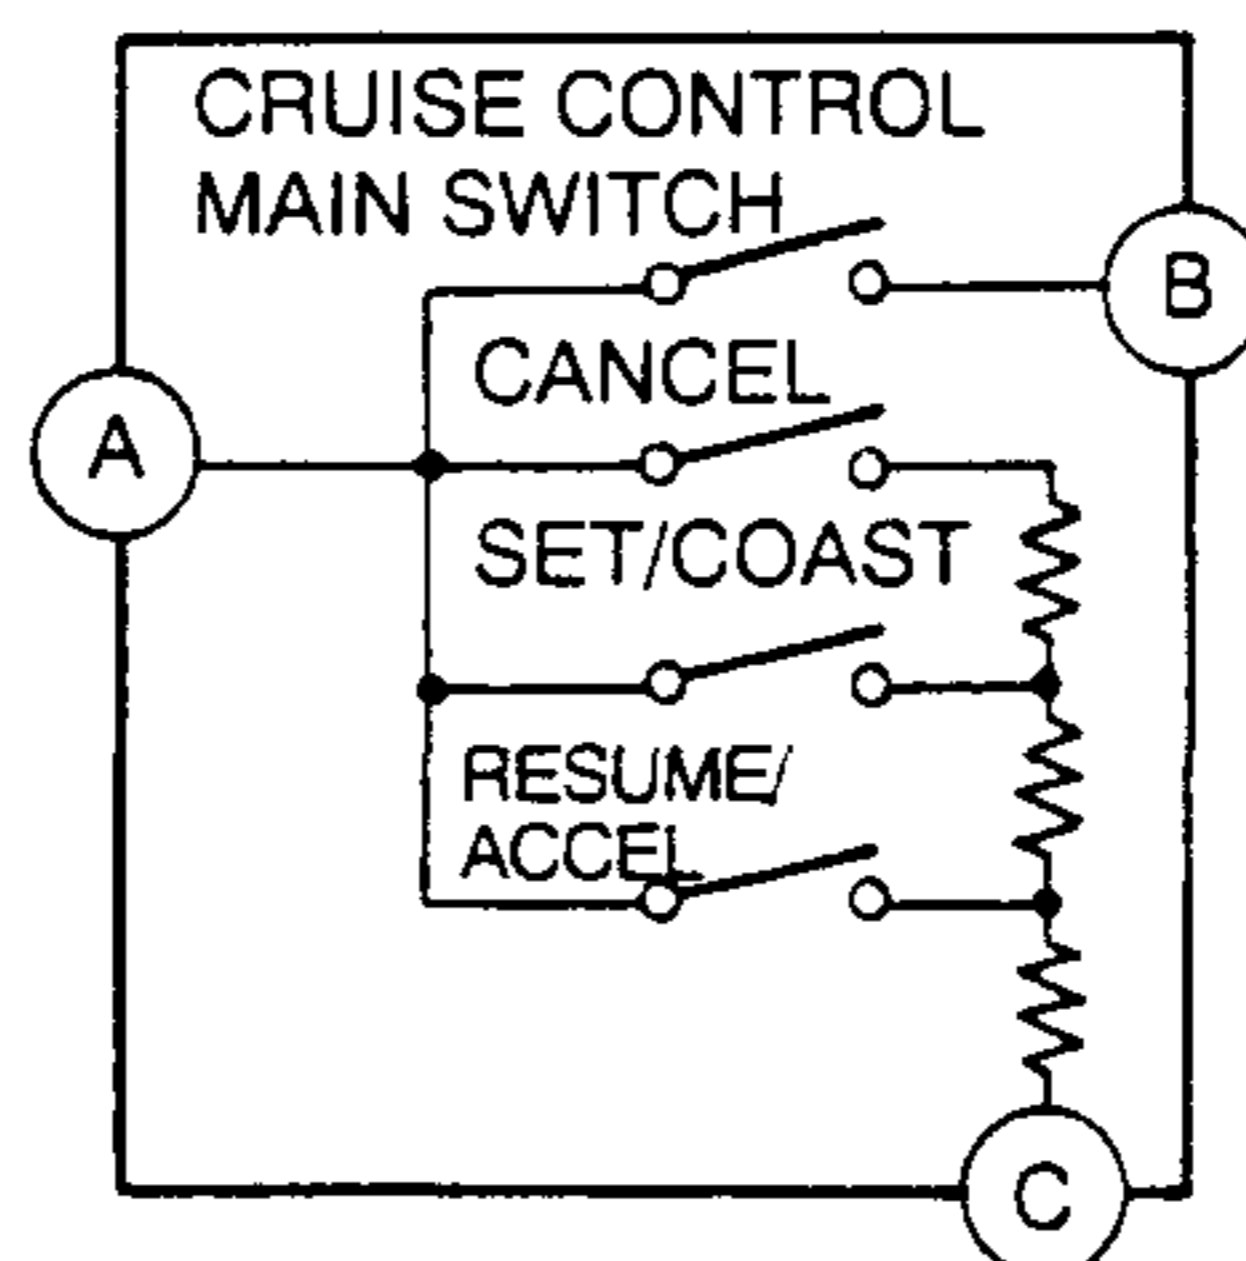 CRUISE CONTROL
MAIN SWITCH
B
CANCEL
A
SET/COAST
RESUME/
ACCEL
C